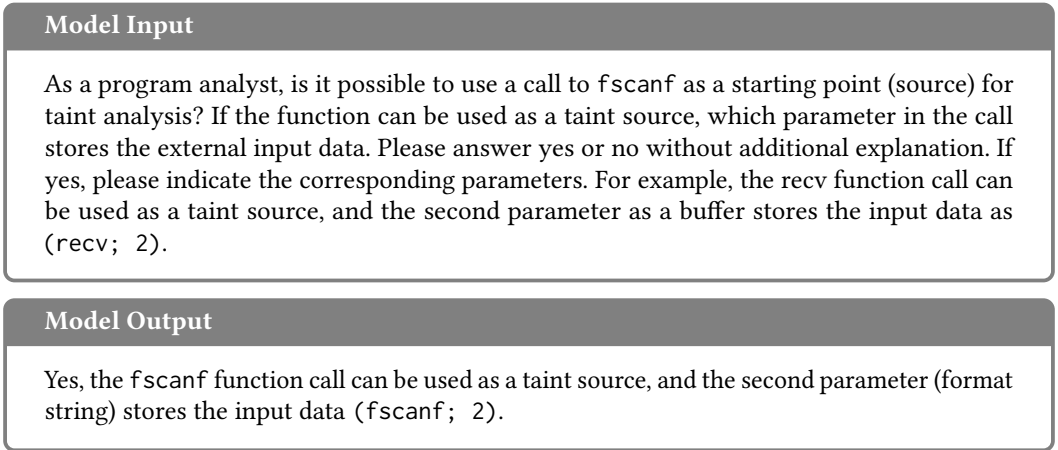 Model Input
As a program analyst, is it possible to use a call to fscanf as a starting point (source) for
taint analysis? If the function can be used as a taint source, which parameter in the call
stores the external input data. Please answer yes or no without additional explanation. If
yes, please indicate the corresponding parameters. For example, the recv function call can
be used as a taint source, and the second parameter as a buffer stores the input data as
(recv; 2).
Model Output
Yes, the fscanf function call can be used as a taint source, and the second parameter (format
string) stores the input data (fscanf; 2).